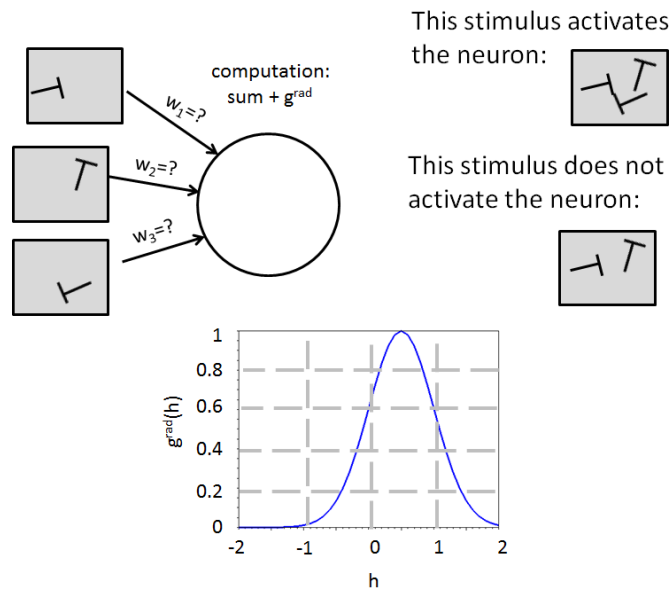 This stimulus activates
the neuron:
computation:
sum + g^rad
w₁=?
w₂=?
w₃=?
This stimulus does not
activate the neuron:
1
0.8
0.6
0.4
0.2
0
g^rad(h)
-2
-1
0
1
2
h